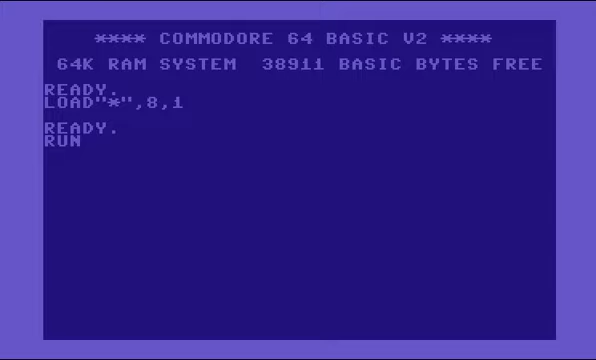 **** COMMODORE 64 BASIC V2 ****
64K RAM SYSTEM  38911 BASIC BYTES FREE
READY.
LOAD"*",8,1
READY.
RUN